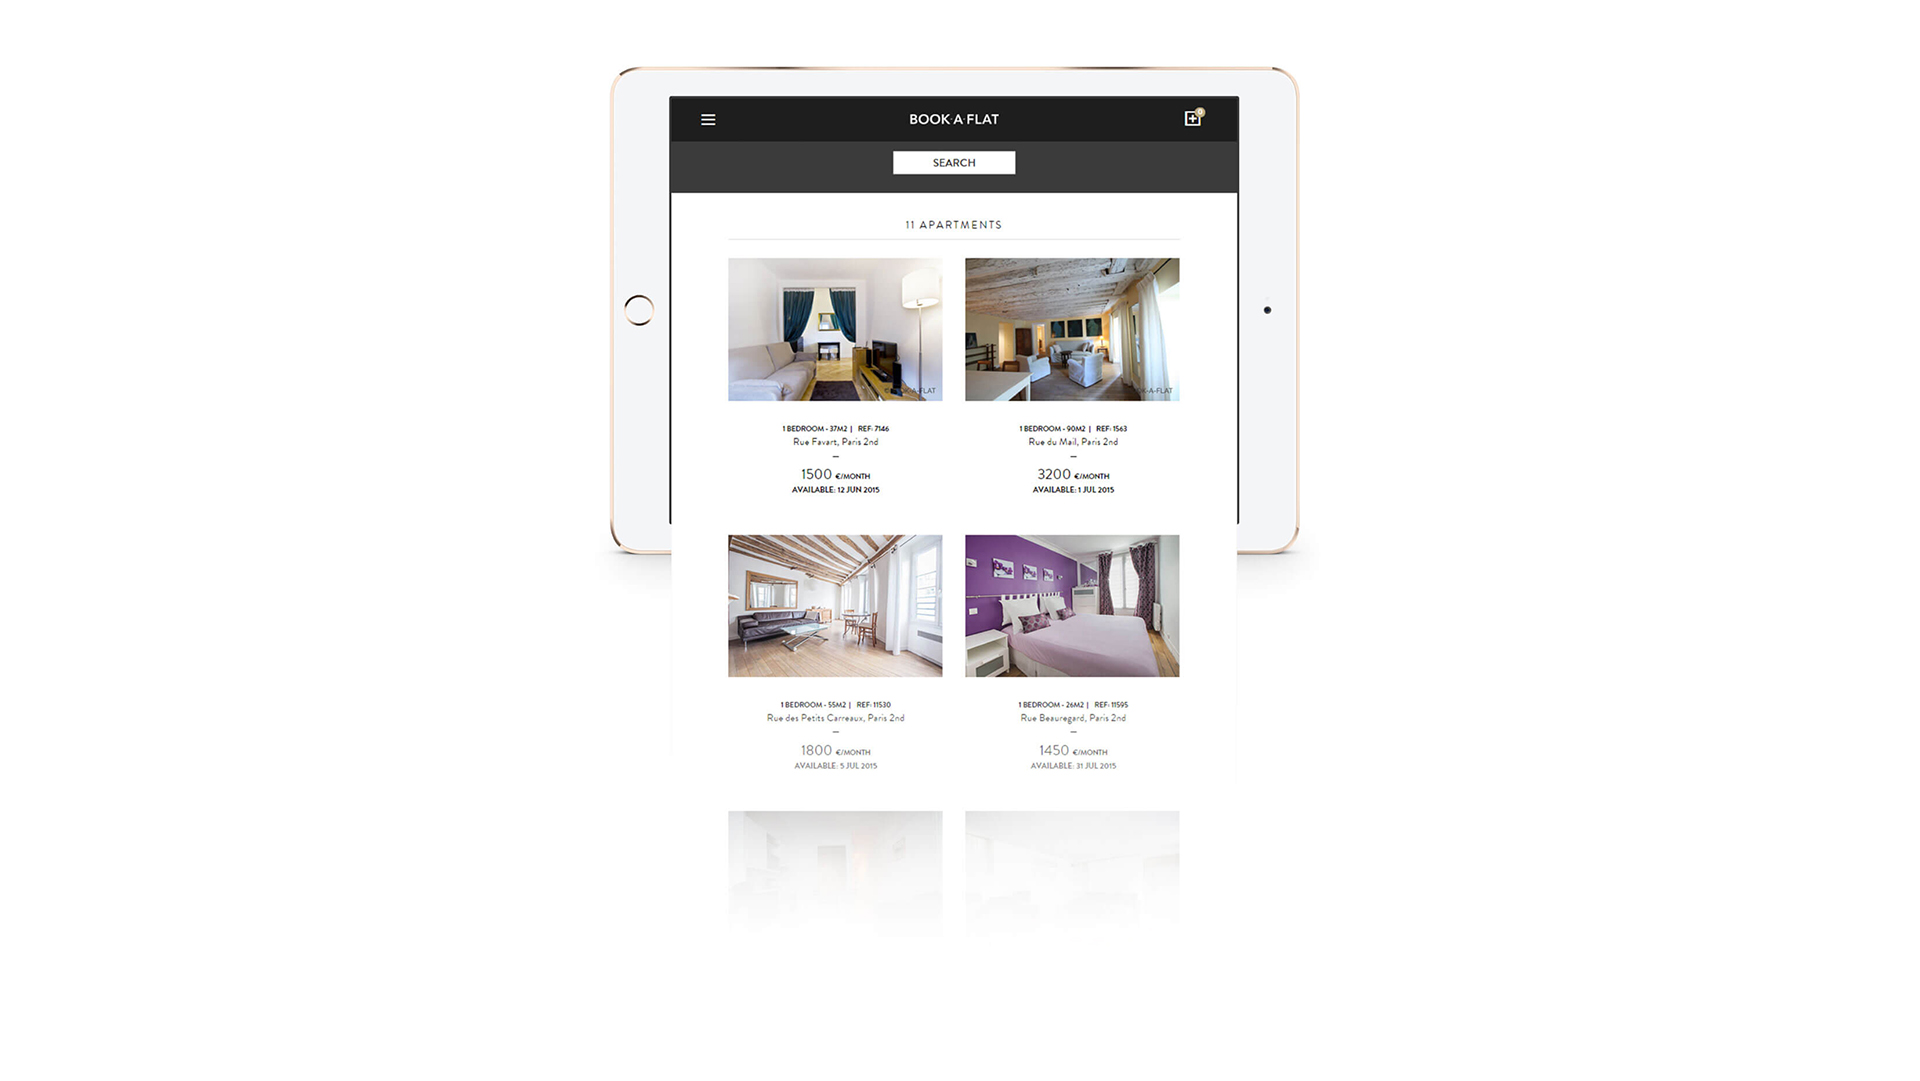 BOOK·A·FLAT
0
SEARCH
11 APARTMENTS
A-FLAT
K-A-FLAT
1 BEDROOM - 37M2 | REF: 7146
Rue Favart, Paris 2nd
1500 €/MONTH
AVAILABLE: 12 JUN 2015
1 BEDROOM - 90M2 | REF: 1563
Rue du Mail, Paris 2nd
3200 €/MONTH
AVAILABLE: 1 JUL 2015
1 BEDROOM - 55M2 | REF: 11530
Rue des Petits Carreaux, Paris 2nd
1800 €/MONTH
AVAILABLE: 5 JUL 2015
1 BEDROOM - 26M2 | REF: 11595
Rue Beauregard, Paris 2nd
1450 €/MONTH
AVAILABLE: 31 JUL 2015